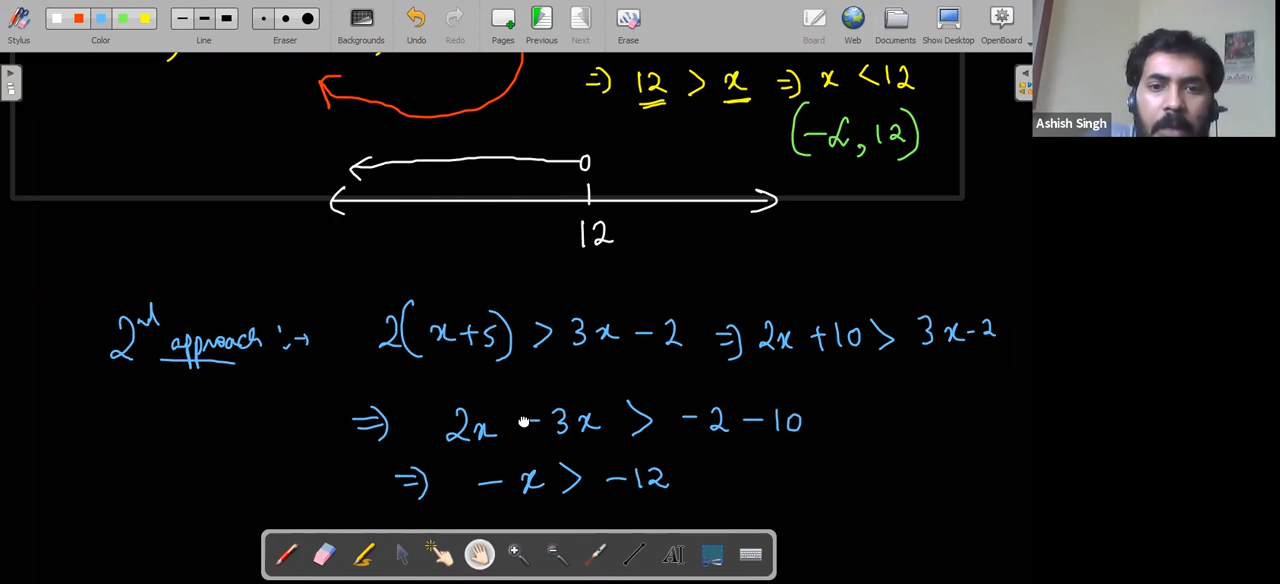 Stylus Color Line Eraser Backgrounds Undo Redo Pages Previous Next Erase Board Web Documents Show Desktop OpenBoard
⇒ 12 > x ⇒ x < 12
(-∞, 12)
Ashish Singh
12
2nd approach :→ 2(x+5) > 3x - 2 ⇒ 2x + 10 > 3x - 2
⇒ 2x - 3x > -2 - 10
⇒ - x > -12
AI